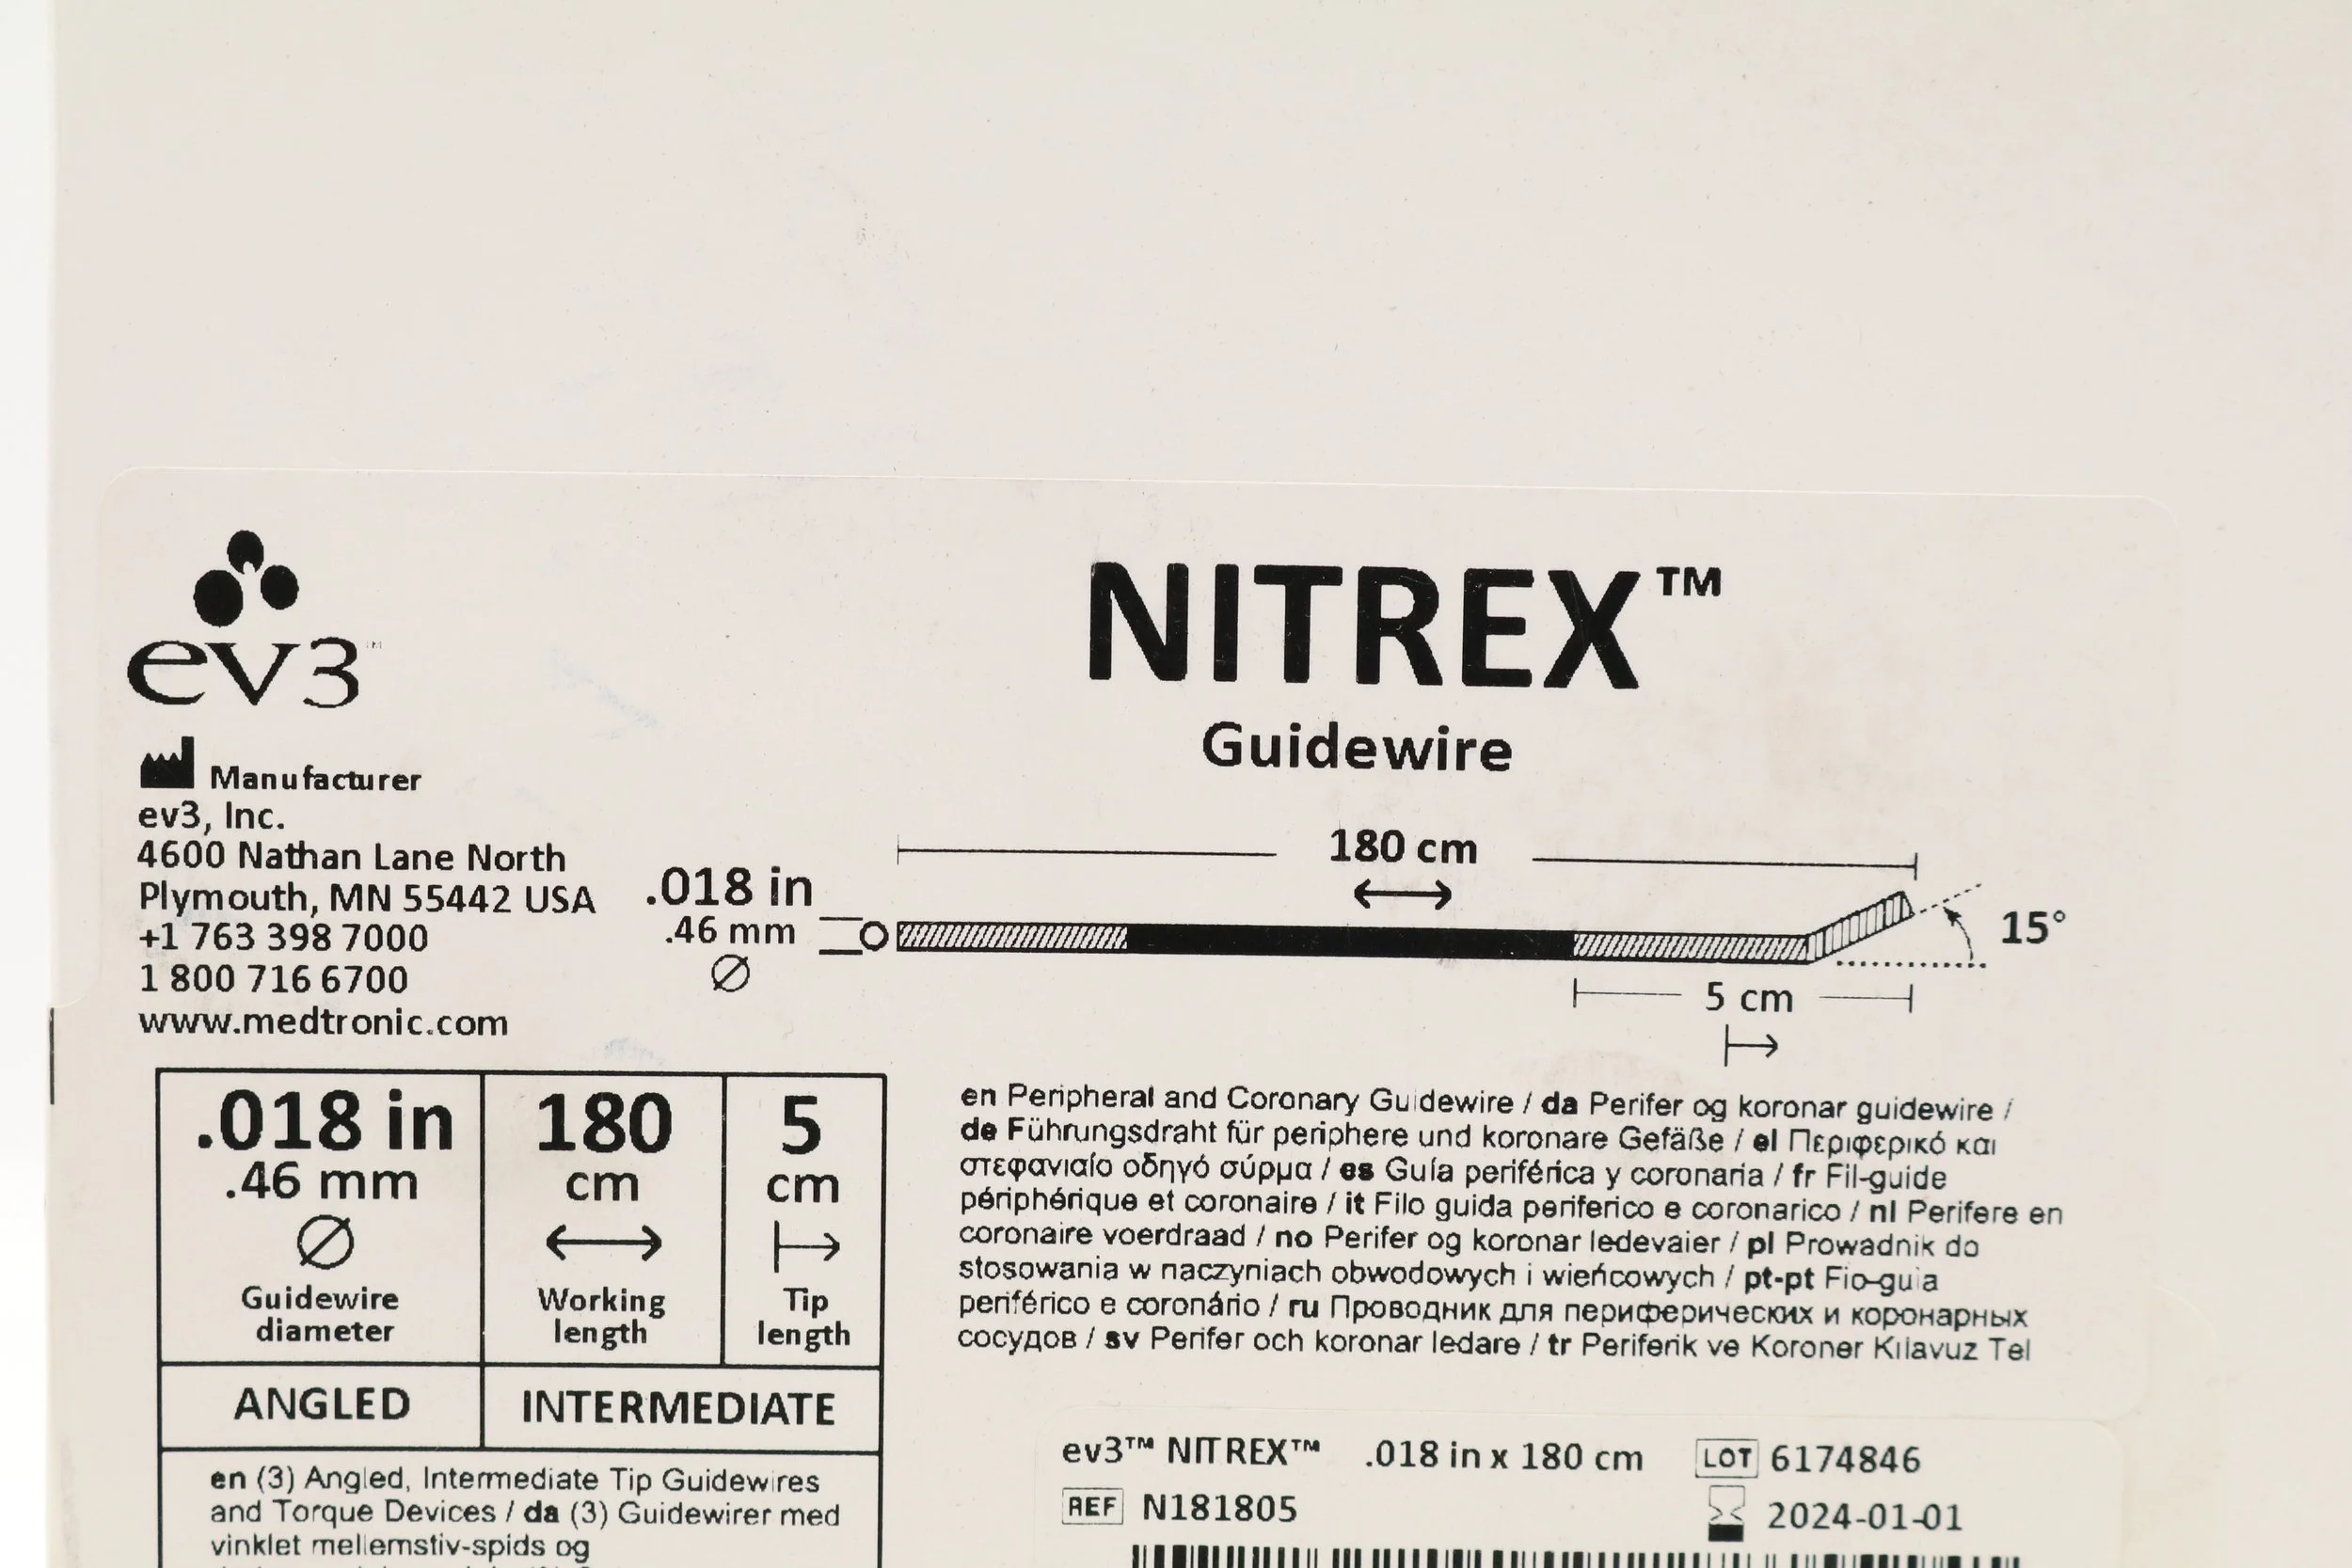 ev3™
NITREX™
Guidewire
Manufacturer
ev3, Inc.
4600 Nathan Lane North
Plymouth, MN 55442 USA
+1 763 398 7000
1 800 716 6700
www.medtronic.com
.018 in
.46 mm
Ø
180 cm
15°
5 cm
.018 in
.46 mm
Ø
Guidewire
diameter
180
cm
Working
length
5
cm
Tip
length
ANGLED
INTERMEDIATE
en (3) Angled, Intermediate Tip Guidewires
and Torque Devices / da (3) Guidewirer med
vinklet mellemstiv-spids og
en Peripheral and Coronary Guidewire / da Perifer og koronar guidewire /
de Führungsdraht für periphere und koronare Gefäße / el Περιφερικό και
στεφανιαίο οδηγό σύρμα / es Guía periférica y coronaria / fr Fil-guide
périphérique et coronaire / it Filo guida periferico e coronarico / nl Perifere en
coronaire voerdraad / no Perifer og koronar ledevaier / pl Prowadnik do
stosowania w naczyniach obwodowych i wieńcowych / pt-pt Fio-guia
periférico e coronário / ru Проводник для периферических и коронарных
сосудов / sv Perifer och koronar ledare / tr Periferik ve Koroner Kılavuz Tel
ev3™ NITREX™ .018 in x 180 cm LOT 6174846
REF N181805 2024-01-01